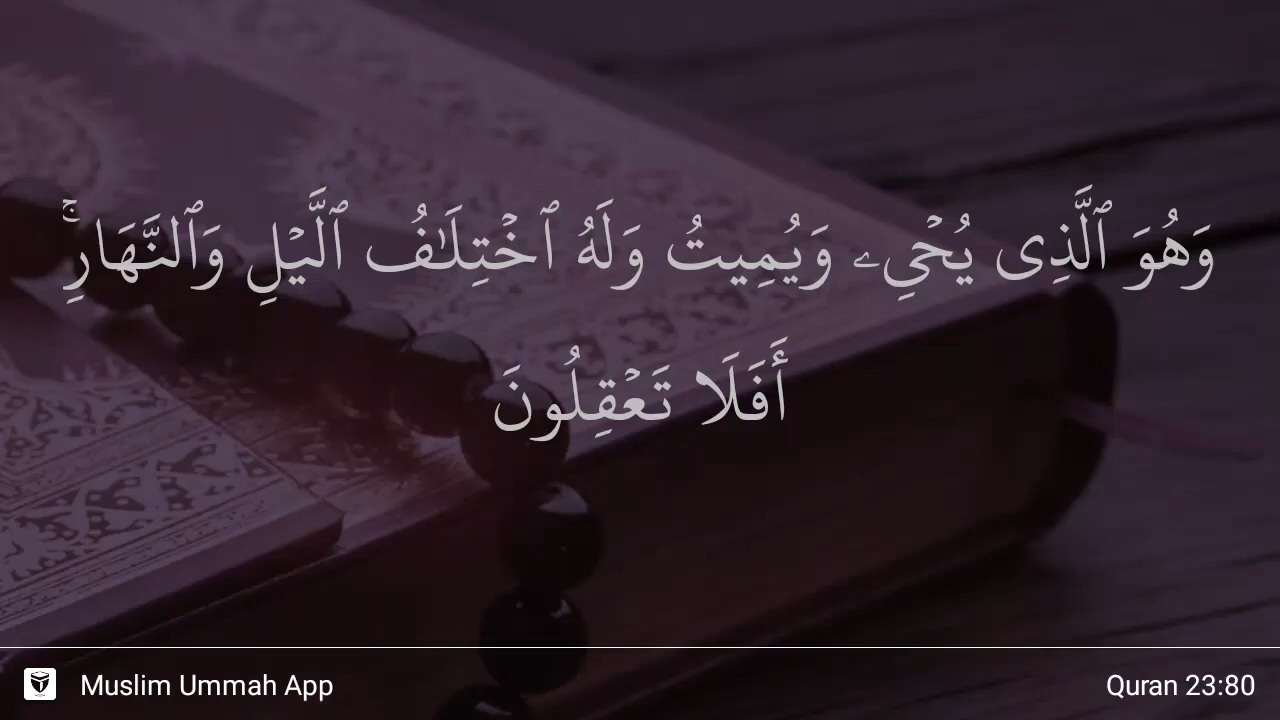 وَهُوَ ٱلَّذِى يُحْىِۦ وَيُمِيتُ وَلَهُ ٱخْتِلَـٰفُ ٱلَّيْلِ وَٱلنَّهَارِ ۚ
أَفَلَا تَعْقِلُونَ
Muslim Ummah App
Quran 23:80